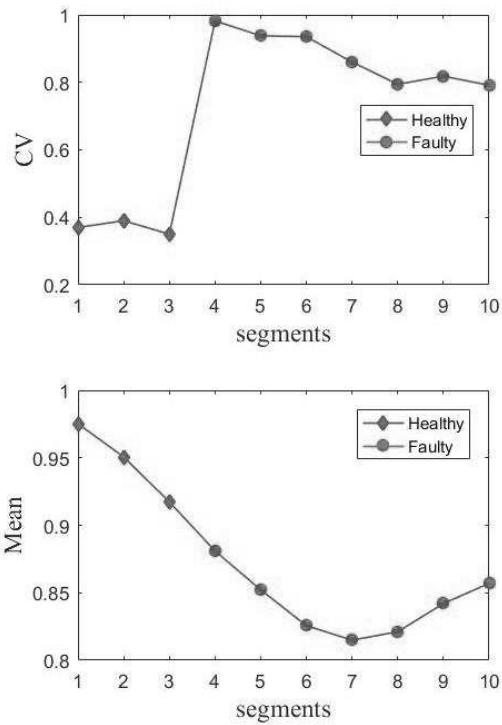 1
0.8
0.6
0.4
0.2
CV
Healthy
Faulty
1 2 3 4 5 6 7 8 9 10
segments
1
0.95
0.9
0.85
0.8
Mean
Healthy
Faulty
1 2 3 4 5 6 7 8 9 10
segments